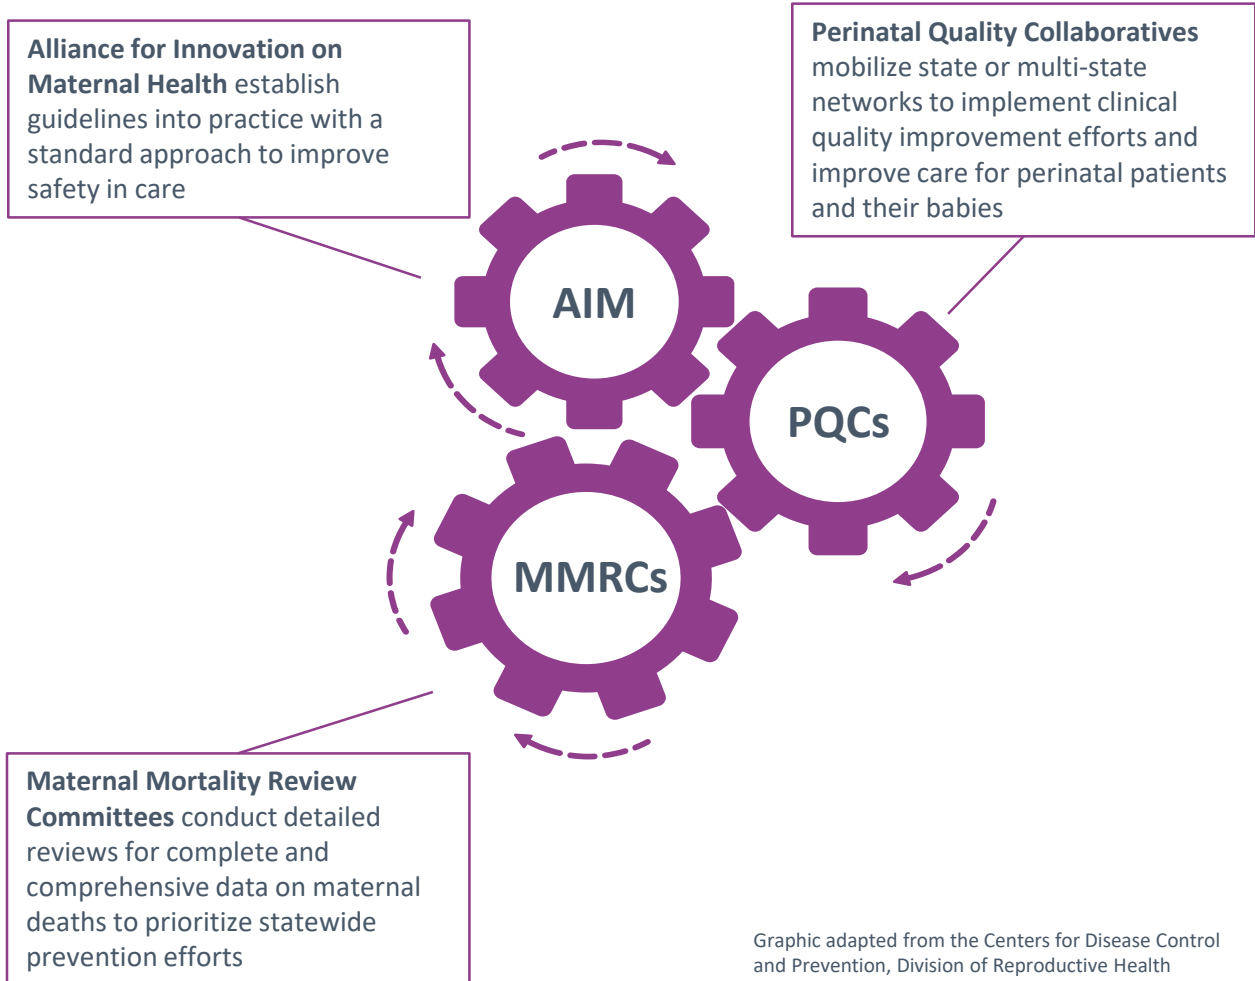 Alliance for Innovation on
Maternal Health establish
guidelines into practice with a
standard approach to improve
safety in care
Perinatal Quality Collaboratives
mobilize state or multi-state
networks to implement clinical
quality improvement efforts and
improve care for perinatal patients
and their babies
AIM
PQCs
MMRCs
Maternal Mortality Review
Committees conduct detailed
reviews for complete and
comprehensive data on maternal
deaths to prioritize statewide
prevention efforts
Graphic adapted from the Centers for Disease Control
and Prevention, Division of Reproductive Health